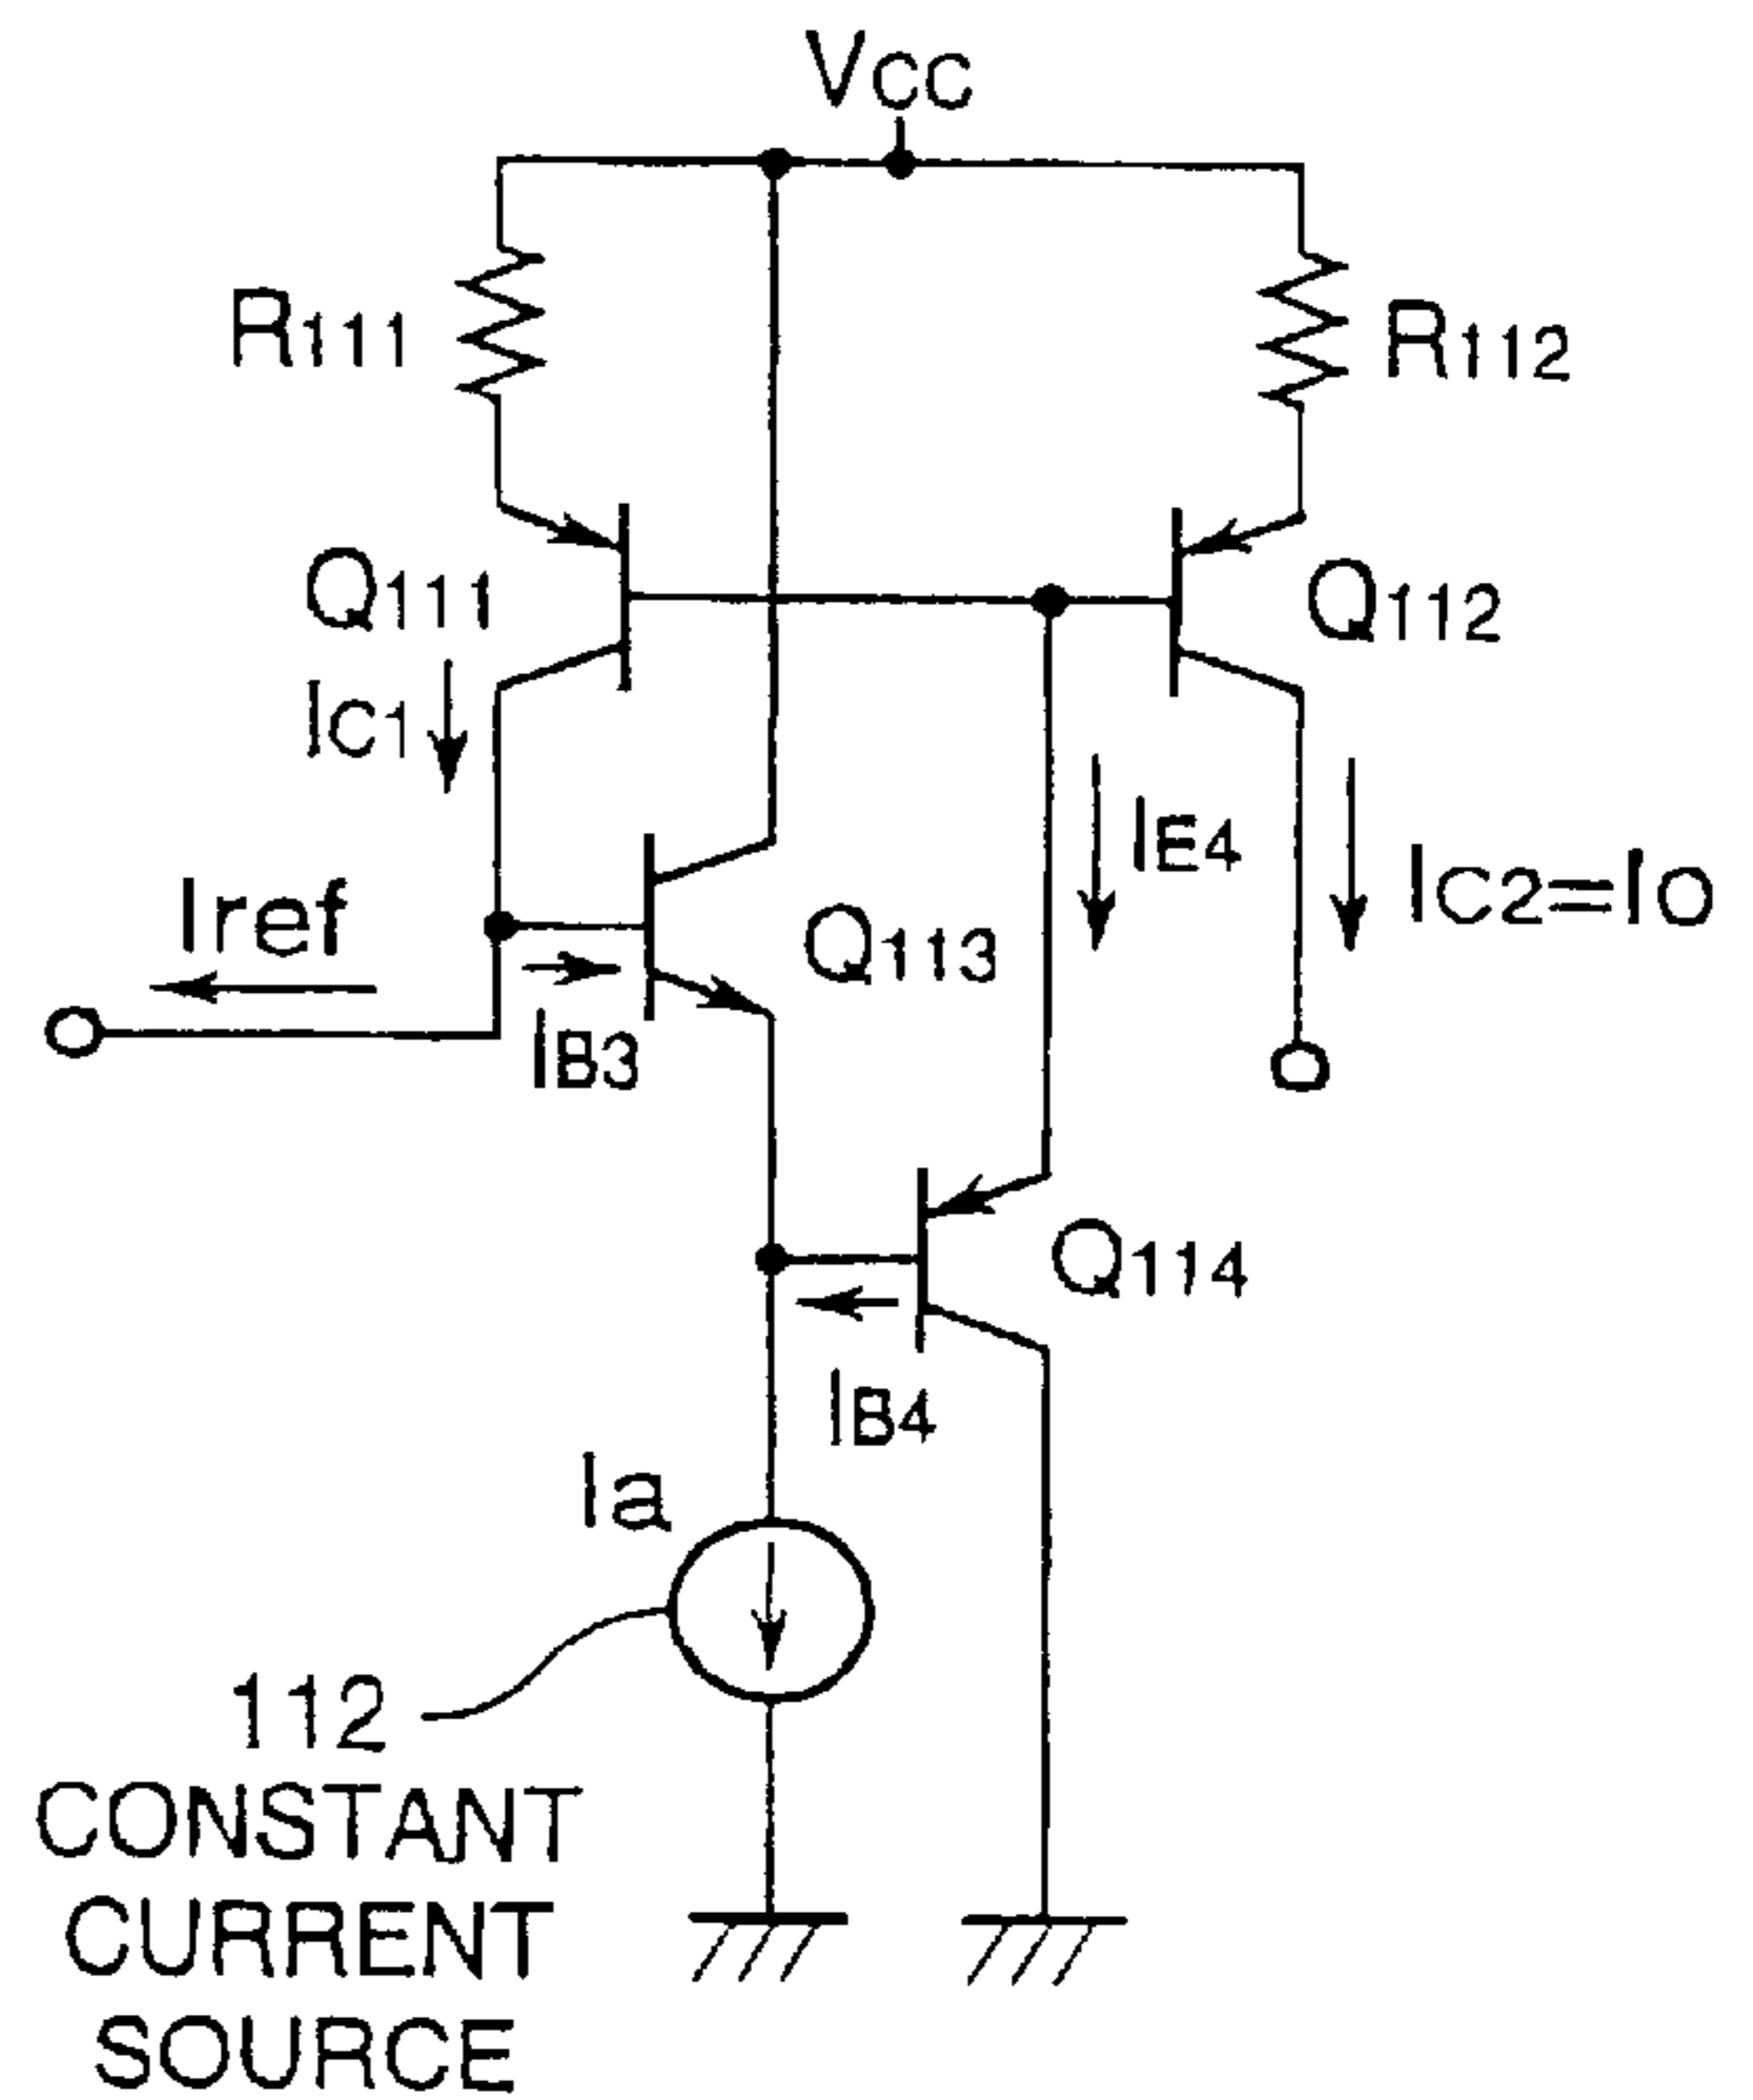 Vcc
R111
R112
Q111
Q112
Ic1
IE4
Iref
Ic2=Io
Q113
IB3
Q114
IB4
Ia
112
CONSTANT
CURRENT
SOURCE